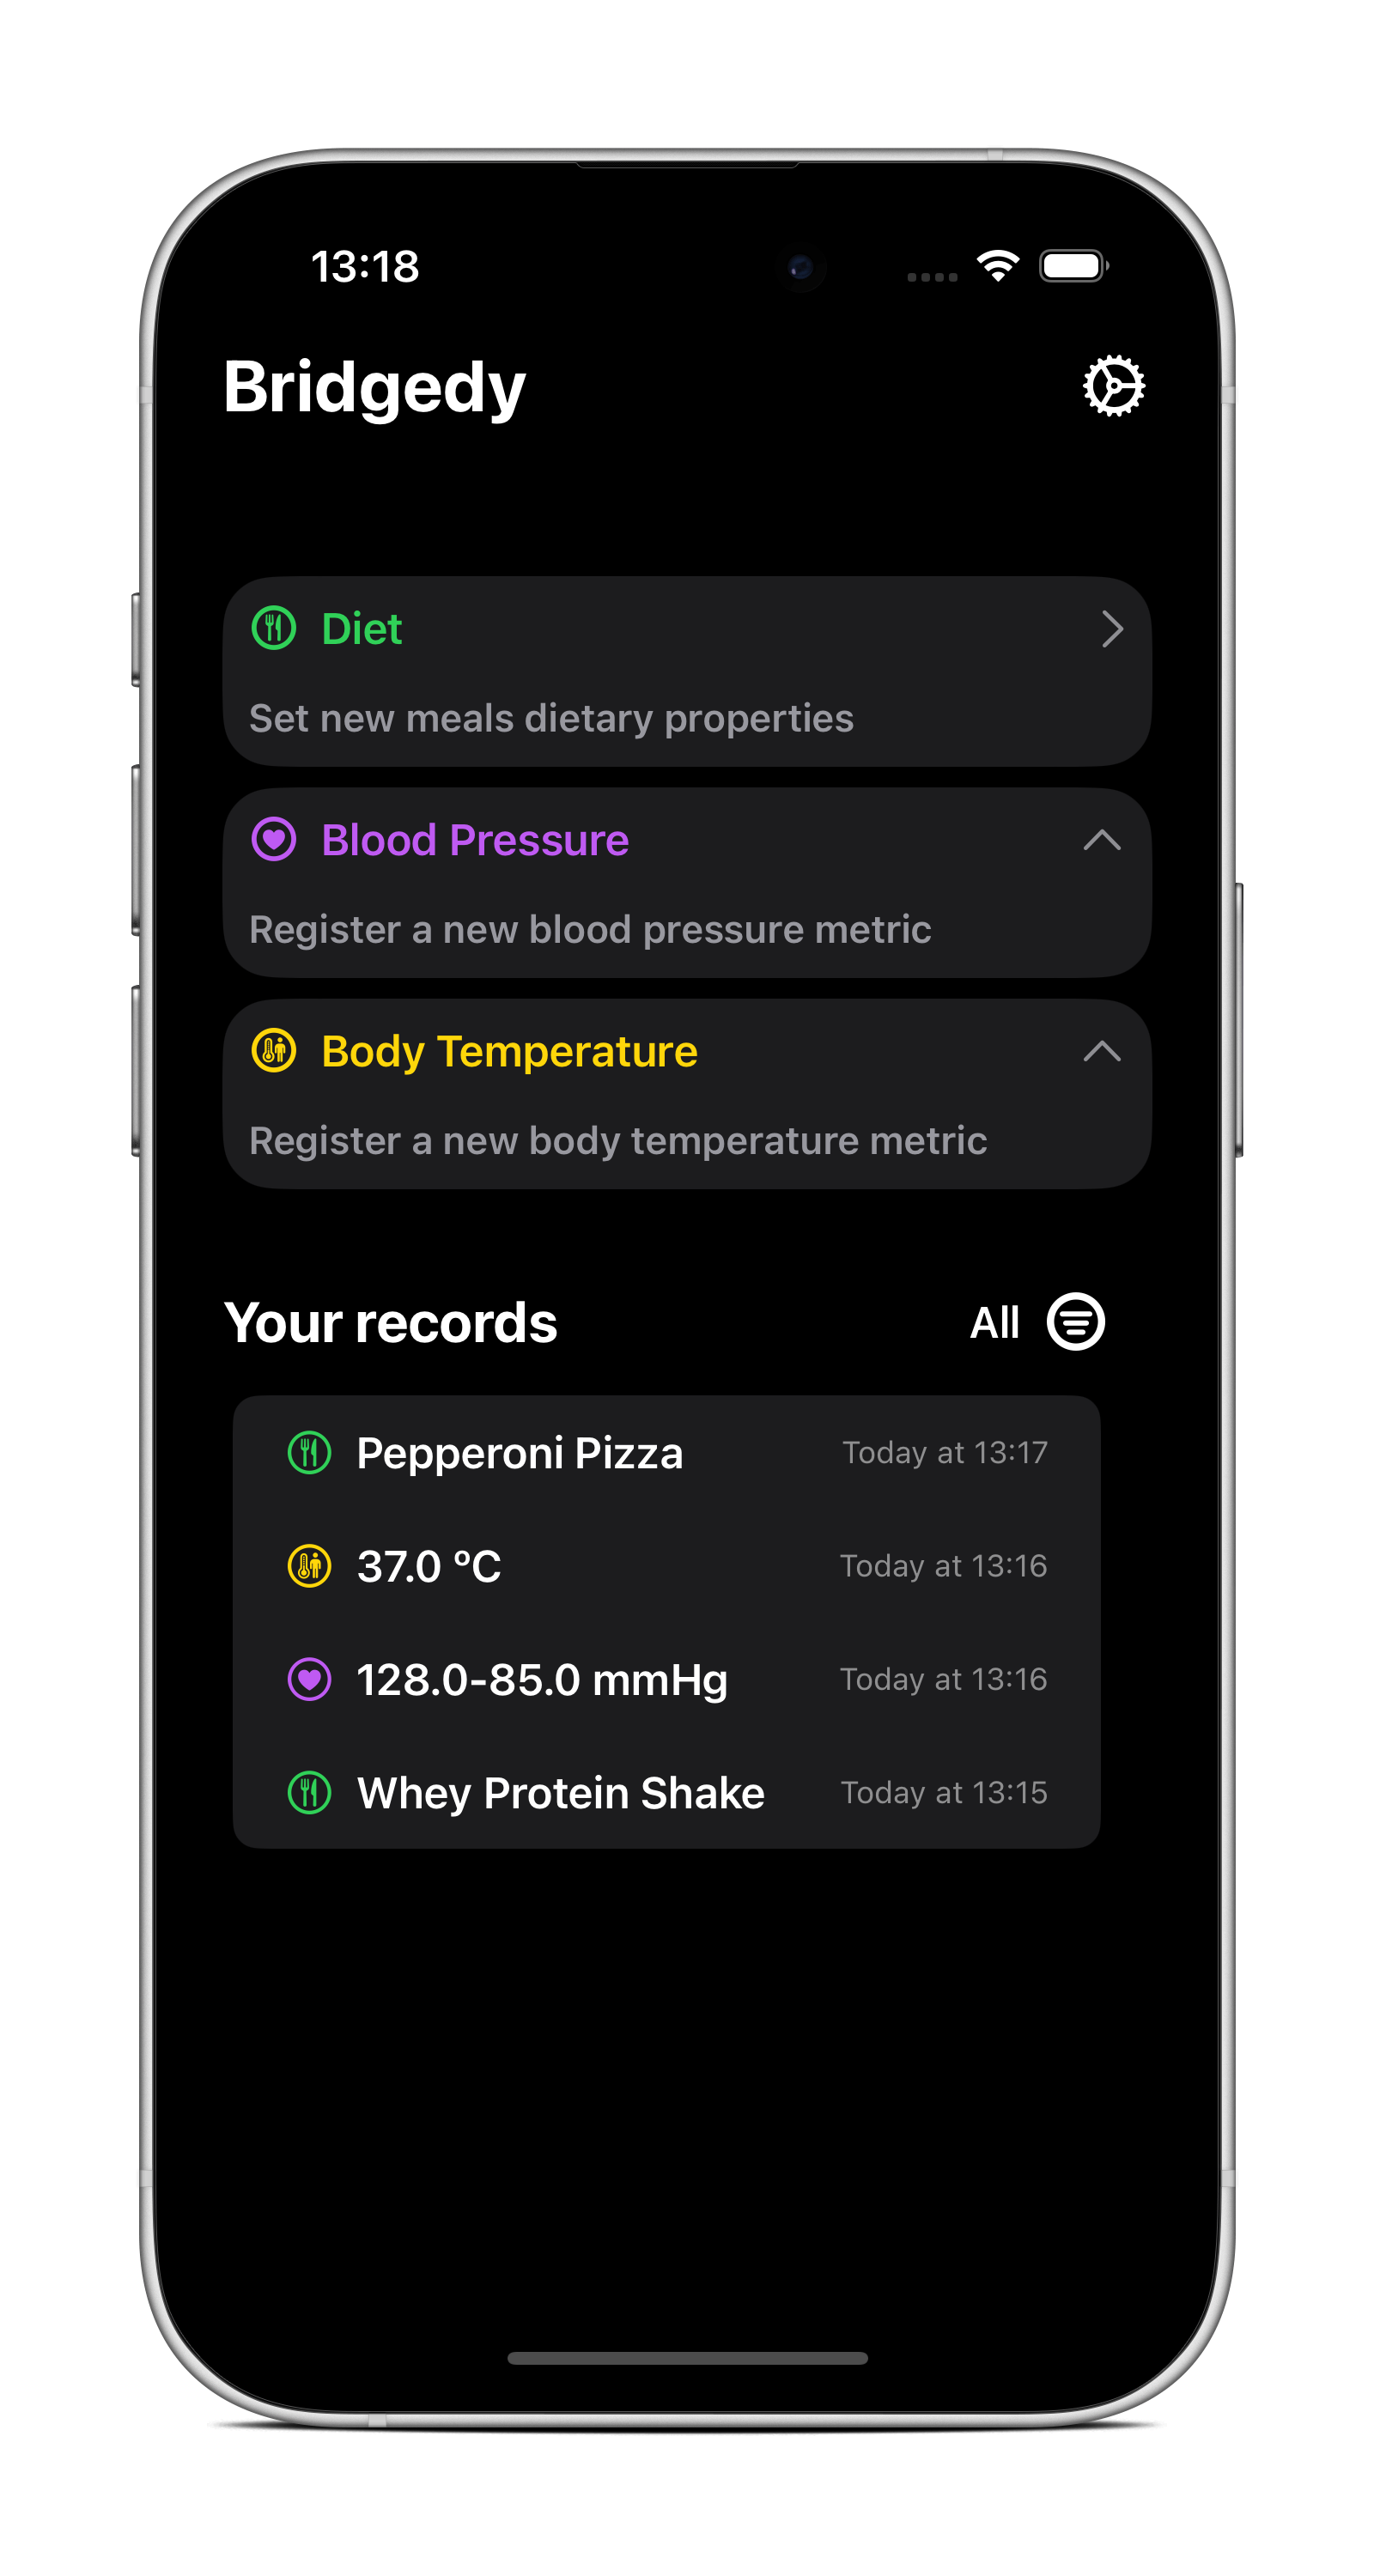 13:18
Bridgedy
Diet
Set new meals dietary properties
Blood Pressure
Register a new blood pressure metric
Body Temperature
Register a new body temperature metric
Your records All
Pepperoni Pizza Today at 13:17
37.0 °C Today at 13:16
128.0-85.0 mmHg Today at 13:16
Whey Protein Shake Today at 13:15